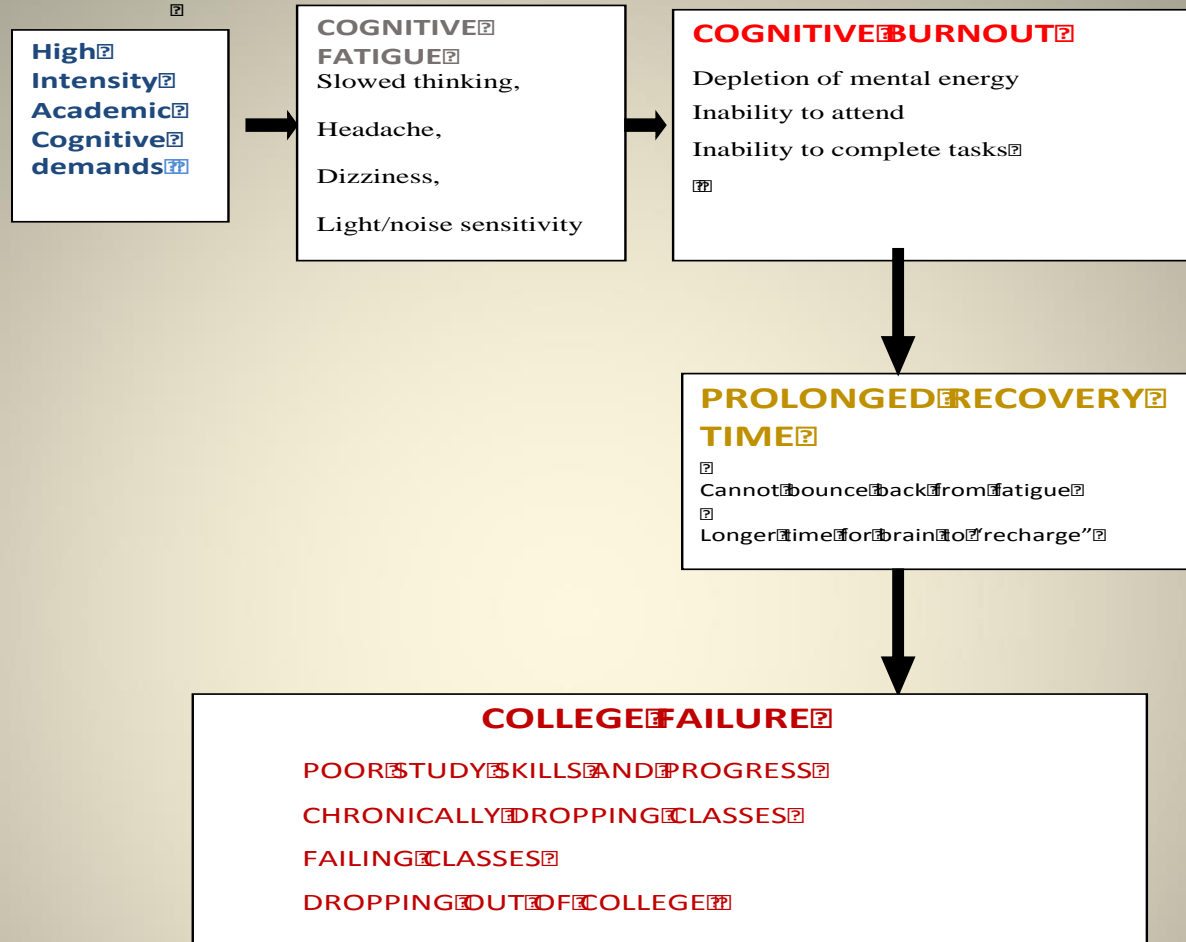 High
Intensity
Academic
Cognitive
demands
COGNITIVE
FATIGUE
Slowed thinking,
Headache,
Dizziness,
Light/noise sensitivity
COGNITIVE BURNOUT
Depletion of mental energy
Inability to attend
Inability to complete tasks
PROLONGED RECOVERY
TIME
Cannot bounce back from fatigue
Longer time for brain to “recharge”
COLLEGE FAILURE
POOR STUDY SKILLS AND PROGRESS
CHRONICALLY DROPPING CLASSES
FAILING CLASSES
DROPPING OUT OF COLLEGE